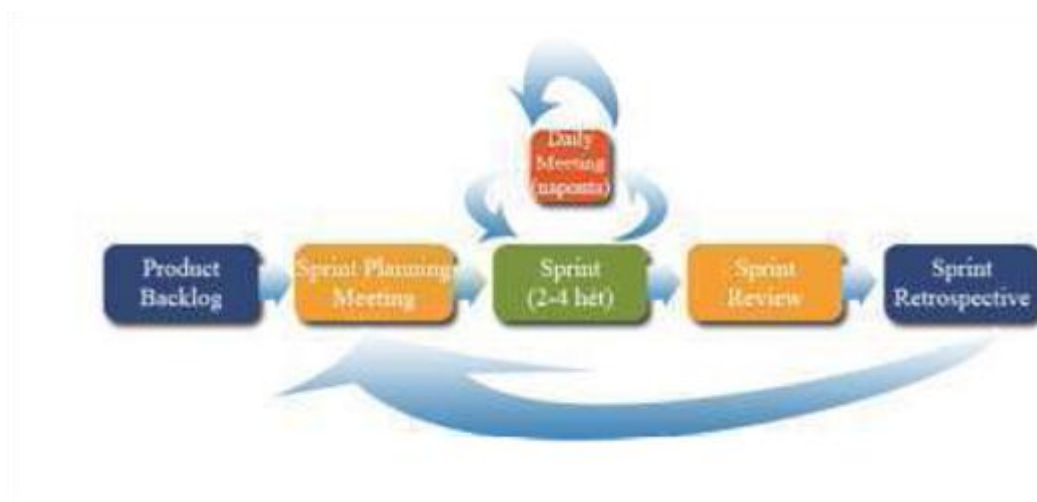 Daily
Meeting
(naponta)
Product
Backlog
Sprint Planning
Meeting
Sprint
(2-4 hét)
Sprint
Review
Sprint
Retrospective